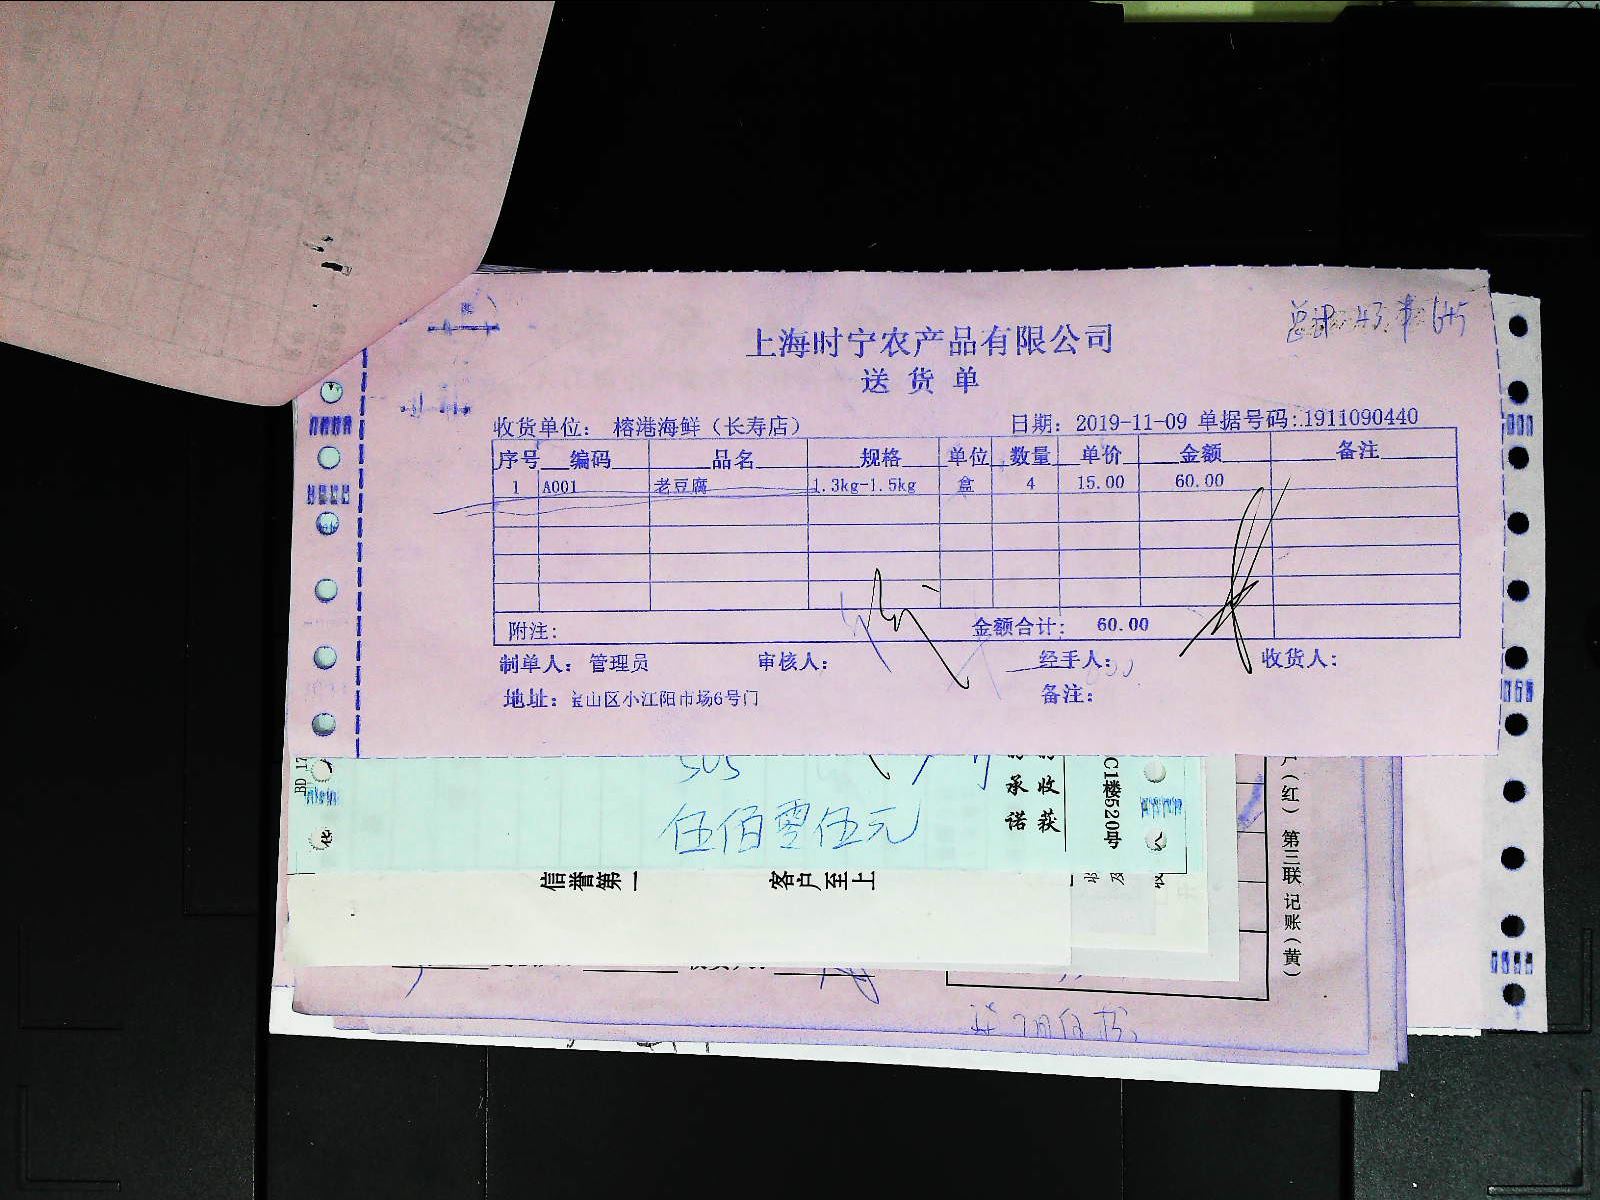 上海时宁农产品有限公司
送货单
收货单位： 榕港海鲜（长寿店） 日期：2019-11-09 单据号码：1911090440
序号 编码 品名 规格 单位 数量 单价 金额 备注
1 A001 老豆腐 1.3kg-1.5kg 盒 4 15.00 60.00
附注： 金额合计： 60.00
制单人：管理员 审核人： 经手人： 收货人：
地址：宝山区小江阳市场6号门 备注：
505
伍佰零伍元
承诺
收获
C1楼520号
BD 17
信誉第一 客户至上
（红） 第三联 记账（黄）